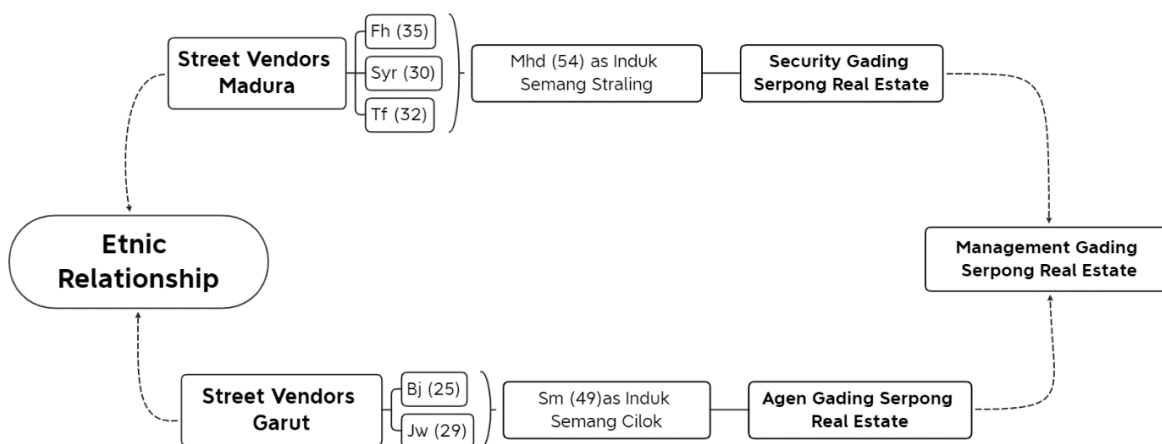 Street Vendors
Madura
Fh (35)
Syr (30)
Tf (32)
Mhd (54) as Induk
Semang Straling
Security Gading
Serpong Real Estate
Etnic
Relationship
Management Gading
Serpong Real Estate
Street Vendors
Garut
Bj (25)
Jw (29)
Sm (49)as Induk
Semang Cilok
Agen Gading Serpong
Real Estate